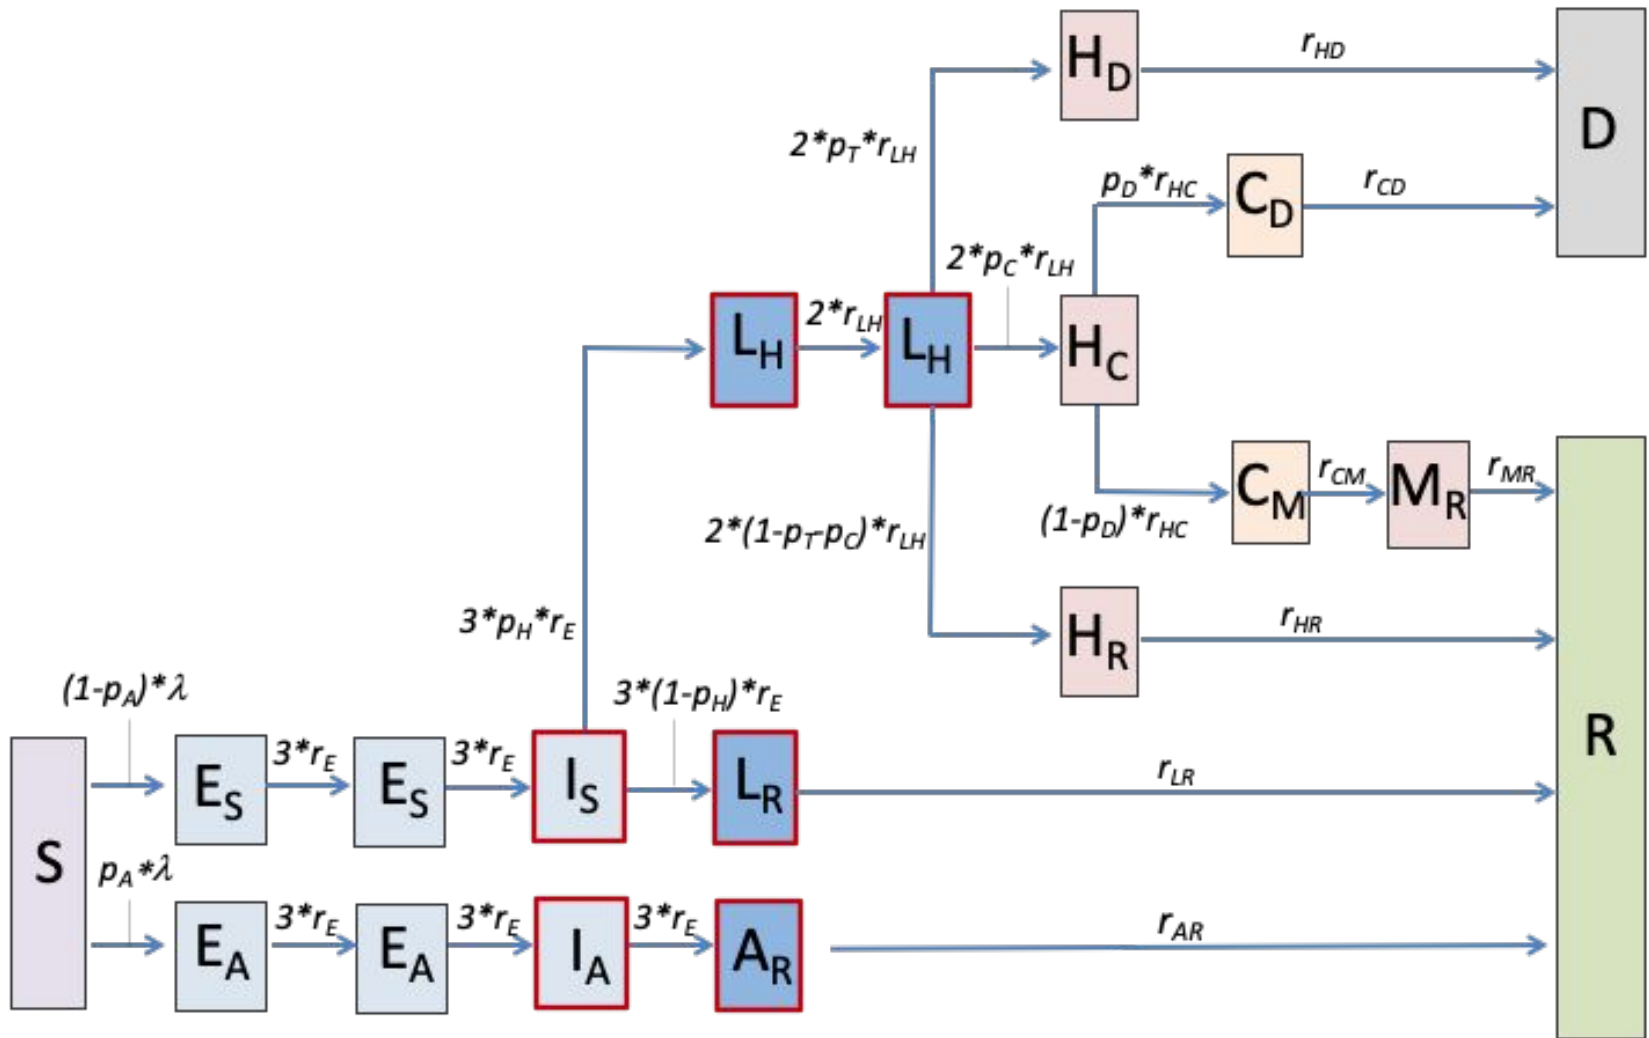 H_D
r_HD
D
2*p_T*r_LH
p_D*r_HC
C_D
r_CD
2*p_C*r_LH
L_H
2*r_LH
L_H
H_C
2*(1-p_T-p_C)*r_LH
(1-p_D)*r_HC
C_M
r_CM
M_R
r_MR
3*p_H*r_E
H_R
r_HR
R
(1-p_A)*λ
3*(1-p_H)*r_E
S
E_S
3*r_E
E_S
3*r_E
I_S
L_R
r_LR
p_A*λ
E_A
3*r_E
E_A
3*r_E
I_A
3*r_E
A_R
r_AR